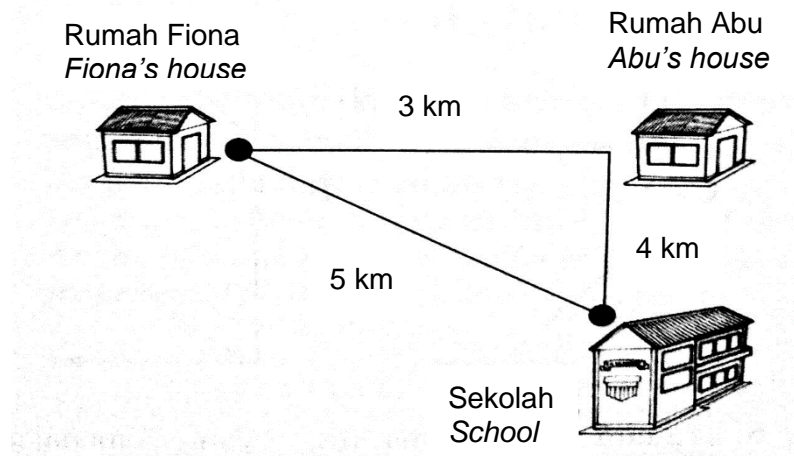 Rumah Fiona
Fiona's house
Rumah Abu
Abu's house
3 km
4 km
5 km
Sekolah
School